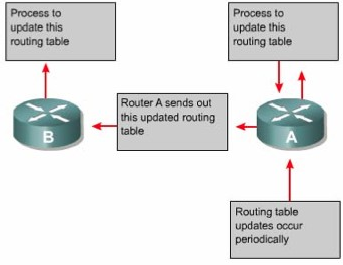 Process to
update this
routing table
Process to
update this
routing table
Router A sends out
this updated routing
table
B
A
Routing table
updates occur
periodically